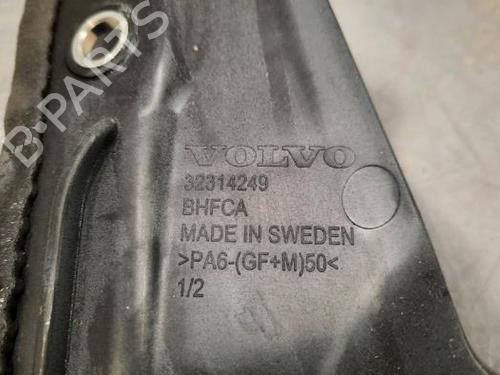 B-PARTS
VOLVO
32314249
BHFCA
MADE IN SWEDEN
>PA6-(GF+M)50<
1/2